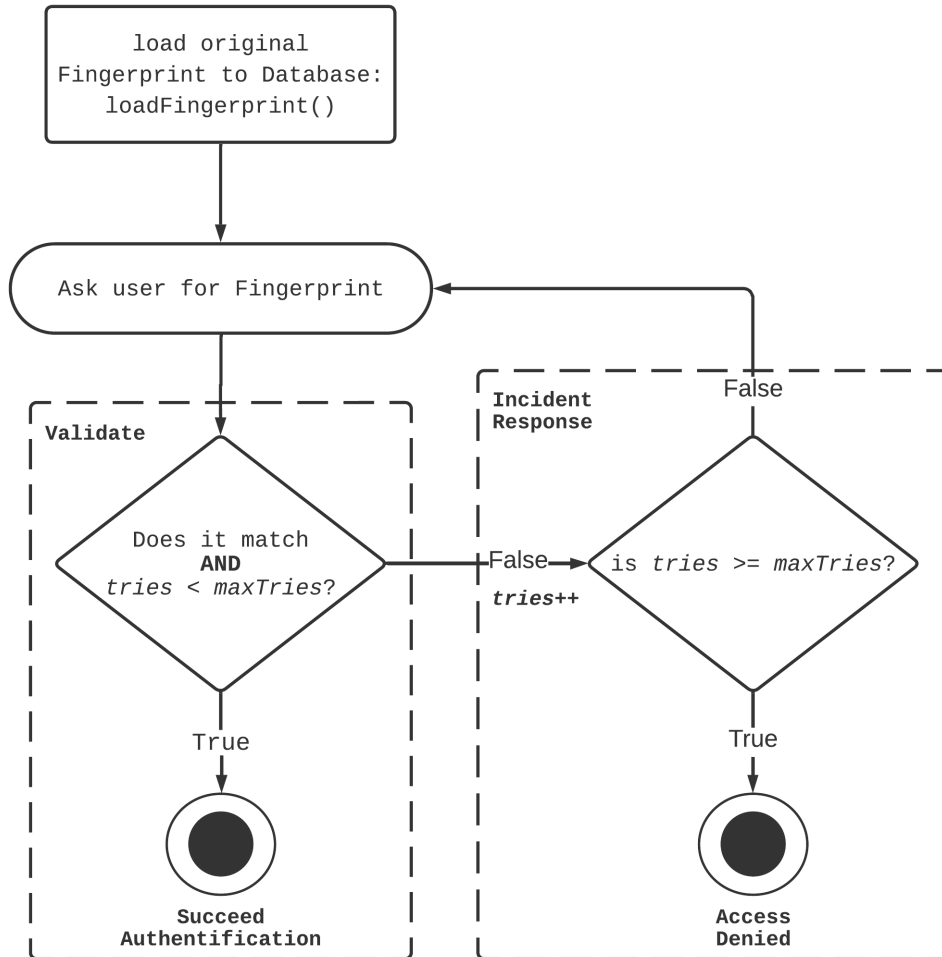 load original
Fingerprint to Database:
loadFingerprint()
Ask user for Fingerprint
Validate
Does it match
AND
tries < maxTries?
True
Succeed
Authentification
False
tries++
Incident
Response
False
is tries >= maxTries?
True
Access
Denied